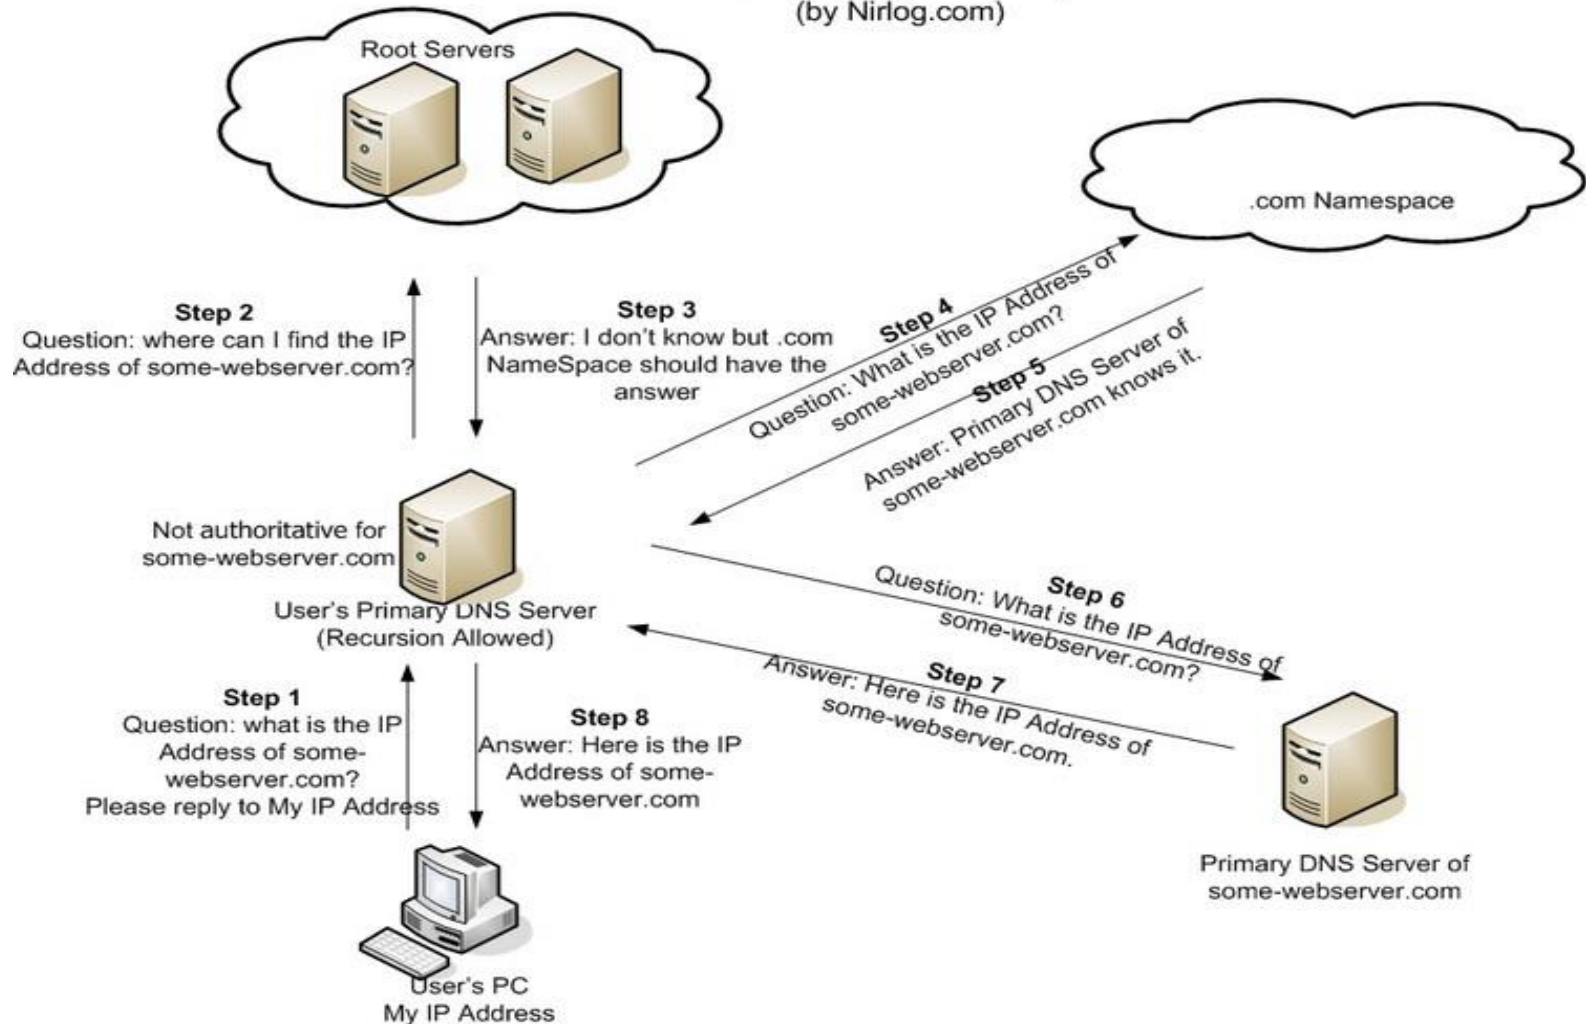 (by Nirlog.com)
Root Servers
.com Namespace
Step 2
Question: where can I find the IP
Address of some-webserver.com?
Step 3
Answer: I don't know but .com
NameSpace should have the
answer
Step 4
Question: What is the IP Address of
some-webserver.com?
Step 5
Answer: Primary DNS Server of
some-webserver.com knows it.
Not authoritative for
some-webserver.com
User's Primary DNS Server
(Recursion Allowed)
Step 6
Question: What is the IP Address of
some-webserver.com?
Step 7
Answer: Here is the IP Address of
some-webserver.com.
Step 1
Question: what is the IP
Address of some-
webserver.com?
Please reply to My IP Address
Step 8
Answer: Here is the IP
Address of some-
webserver.com
Primary DNS Server of
some-webserver.com
User's PC
My IP Address